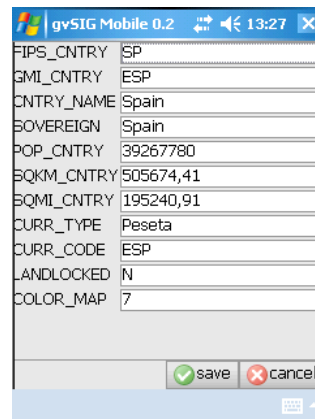 gvSIG Mobile 0.2 13:27
FIPS_CNTRY SP
GMI_CNTRY ESP
CNTRY_NAME Spain
SOVEREIGN Spain
POP_CNTRY 39267780
SQKM_CNTRY 505674,41
SQMI_CNTRY 195240,91
CURR_TYPE Peseta
CURR_CODE ESP
LANDLOCKED N
COLOR_MAP 7
save cancel